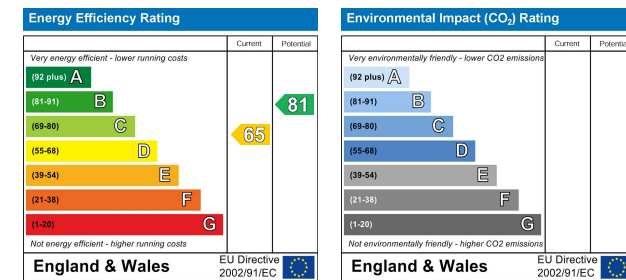 Energy Efficiency Rating
Current Potential
Very energy efficient - lower running costs
(92 plus) A
(81-91) B
81
(69-80) C
65
(55-68) D
(39-54) E
(21-38) F
(1-20) G
Not energy efficient - higher running costs
England & Wales
EU Directive
2002/91/EC
Environmental Impact (CO₂) Rating
Current Potential
Very environmentally friendly - lower CO2 emissions
(92 plus) A
(81-91) B
(69-80) C
(55-68) D
(39-54) E
(21-38) F
(1-20) G
Not environmentally friendly - higher CO2 emissions
England & Wales
EU Directive
2002/91/EC